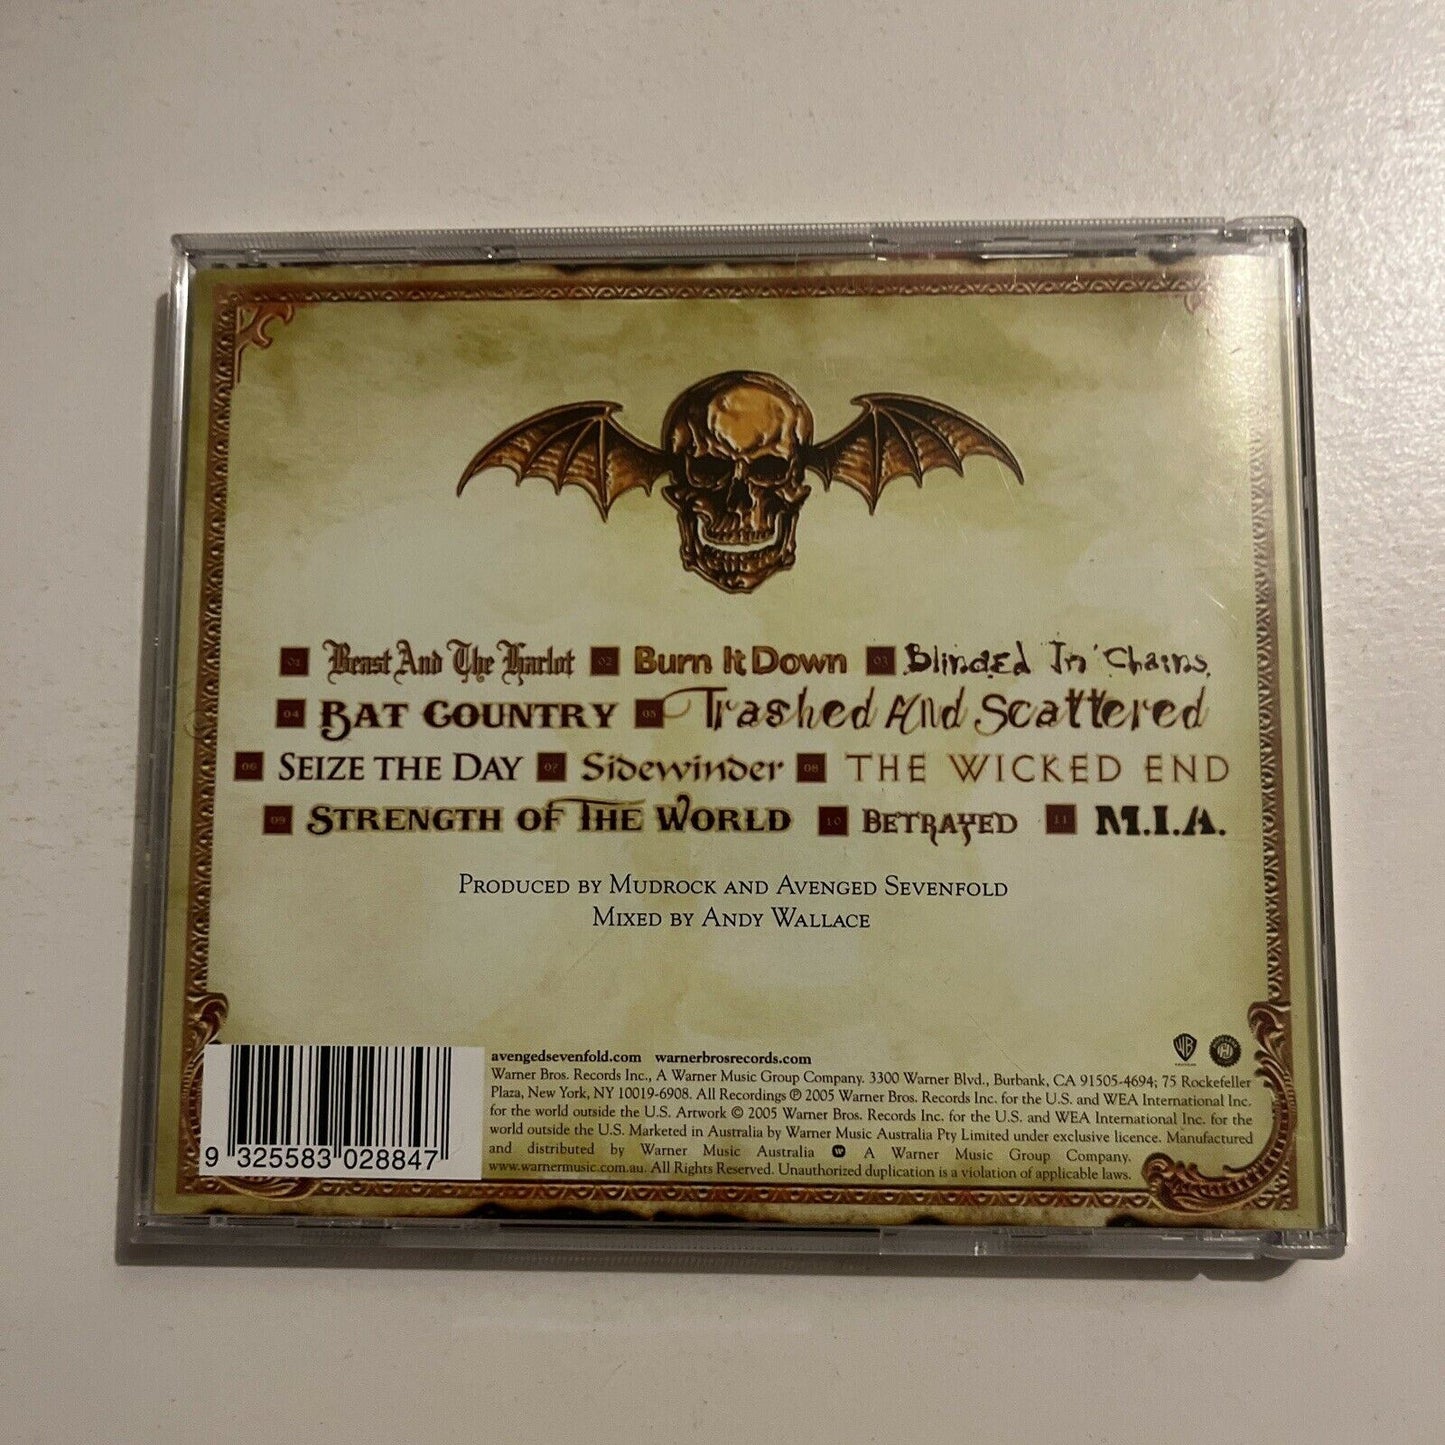 01 Beast And The Harlot 02 Burn It Down 03 Blinded In Chains
04 Bat Country 05 Trashed And Scattered
06 Seize the Day 07 Sidewinder 08 THE WICKED END
09 Strength of The World 10 Betrayed 11 M.I.A.
Produced by Mudrock and Avenged Sevenfold
Mixed by Andy Wallace
avengedsevenfold.com warnerbrosrecords.com
Warner Bros. Records Inc., A Warner Music Group Company. 3300 Warner Blvd., Burbank, CA 91505-4694; 75 Rockefeller
Plaza, New York, NY 10019-6908. All Recordings ℗ 2005 Warner Bros. Records Inc. for the U.S. and WEA International Inc.
for the world outside the U.S. Artwork © 2005 Warner Bros. Records Inc. for the U.S. and WEA International Inc. for the
world outside the U.S. Marketed in Australia by Warner Music Australia Pty Limited under exclusive licence. Manufactured
and distributed by Warner Music Australia A Warner Music Group Company.
www.warnermusic.com.au. All Rights Reserved. Unauthorized duplication is a violation of applicable laws.
9 325583 028847
WB